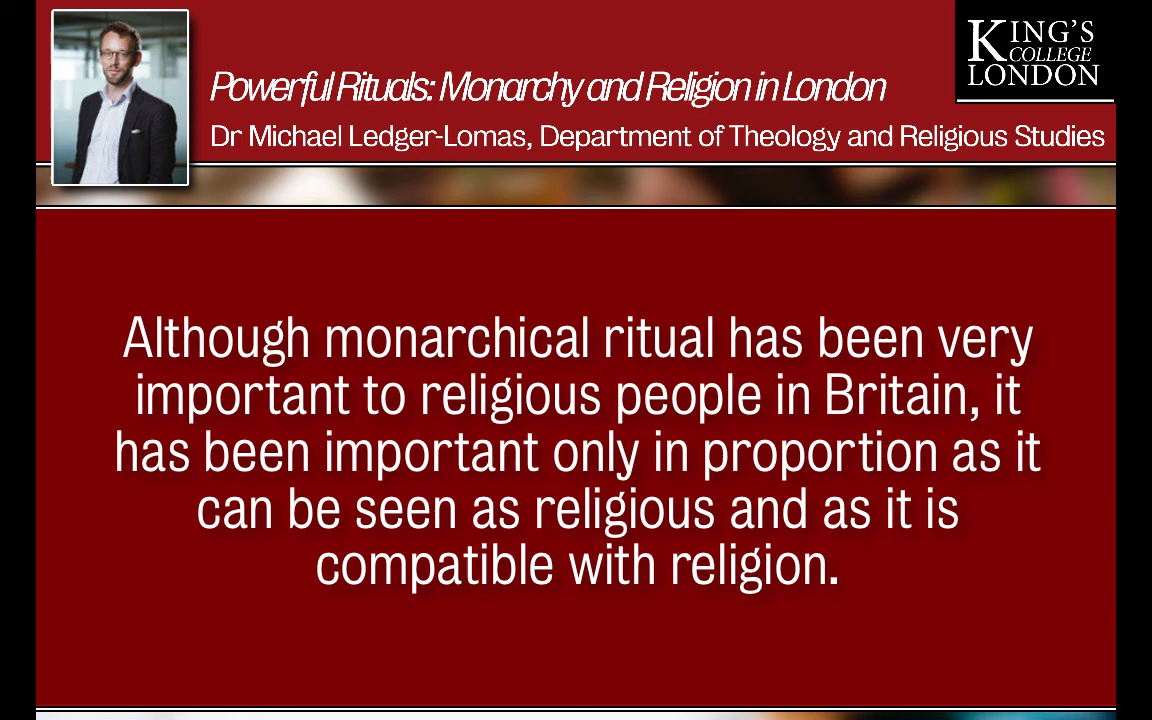 KING'S
COLLEGE
LONDON
Powerful Rituals: Monarchy and Religion in London
Dr Michael Ledger-Lomas, Department of Theology and Religious Studies
Although monarchical ritual has been very
important to religious people in Britain, it
has been important only in proportion as it
can be seen as religious and as it is
compatible with religion.